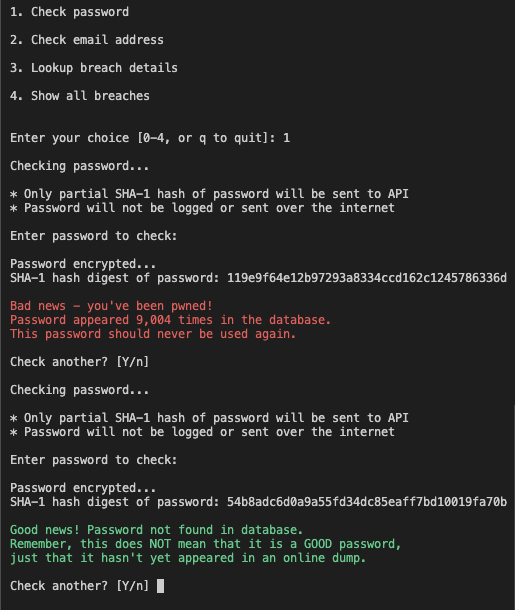 1. Check password
2. Check email address
3. Lookup breach details
4. Show all breaches
Enter your choice [0-4, or q to quit]: 1
Checking password...
* Only partial SHA-1 hash of password will be sent to API
* Password will not be logged or sent over the internet
Enter password to check:
Password encrypted...
SHA-1 hash digest of password: 119e9f64e12b97293a8334ccd162c1245786336d
Bad news - you've been pwned!
Password appeared 9,004 times in the database.
This password should never be used again.
Check another? [Y/n]
Checking password...
* Only partial SHA-1 hash of password will be sent to API
* Password will not be logged or sent over the internet
Enter password to check:
Password encrypted...
SHA-1 hash digest of password: 54b8adc6d0a9a55fd34dc85eaff7bd10019fa70b
Good news! Password not found in database.
Remember, this does NOT mean that it is a GOOD password,
just that it hasn't yet appeared in an online dump.
Check another? [Y/n]